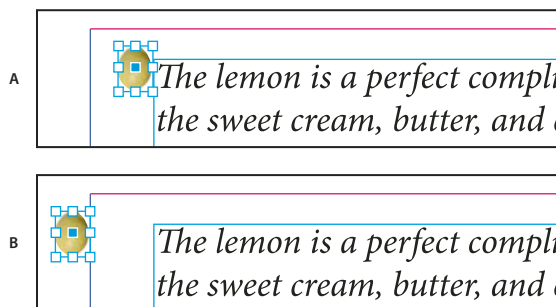 A
The lemon is a perfect compli
the sweet cream, butter, and
B
The lemon is a perfect compli
the sweet cream, butter, and